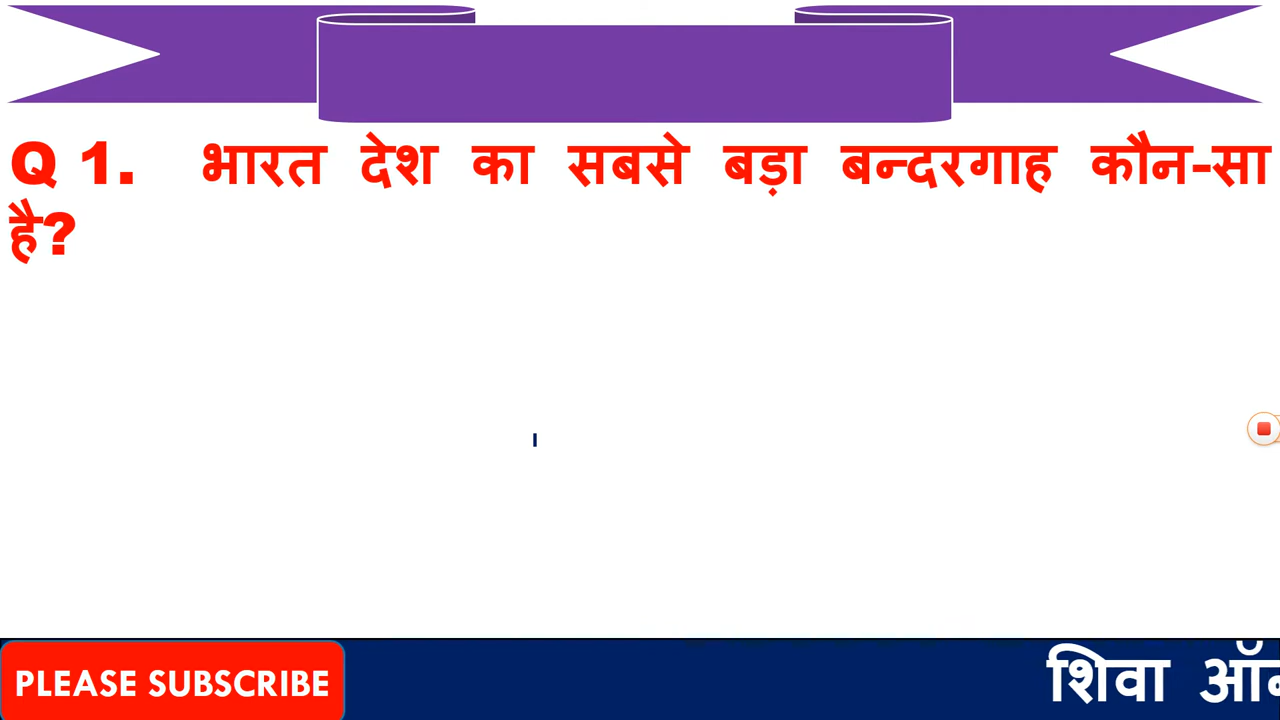 Q 1. भारत देश का सबसे बड़ा बन्दरगाह कौन-सा
है?
PLEASE SUBSCRIBE
शिवा